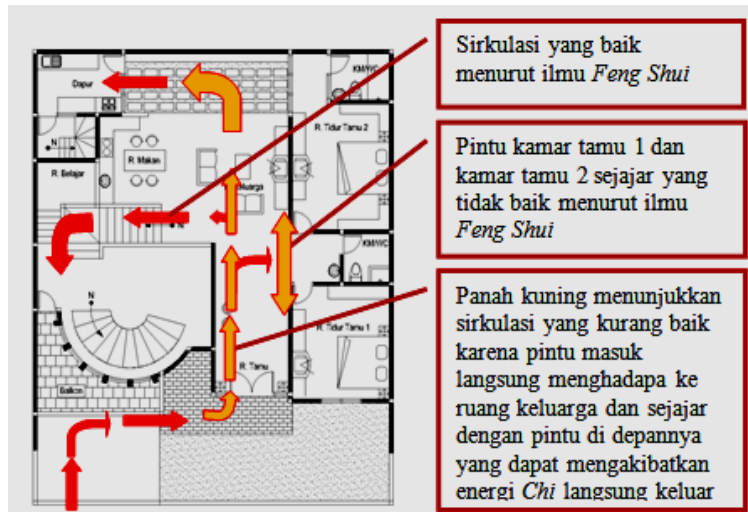 Sirkulasi yang baik
menurut ilmu Feng Shui
Pintu kamar tamu 1 dan
kamar tamu 2 sejajar yang
tidak baik menurut ilmu
Feng Shui
Panah kuning menunjukkan
sirkulasi yang kurang baik
karena pintu masuk
langsung menghadapa ke
ruang keluarga dan sejajar
dengan pintu di depannya
yang dapat mengakibatkan
energi Chi langsung keluar
Dapur
KM/WC
N
R. Tidur Tamu 2
R. Makan
R. Belajar
N
KM/WC
N
R. Tidur Tamu 1
R. Tamu
Balkon